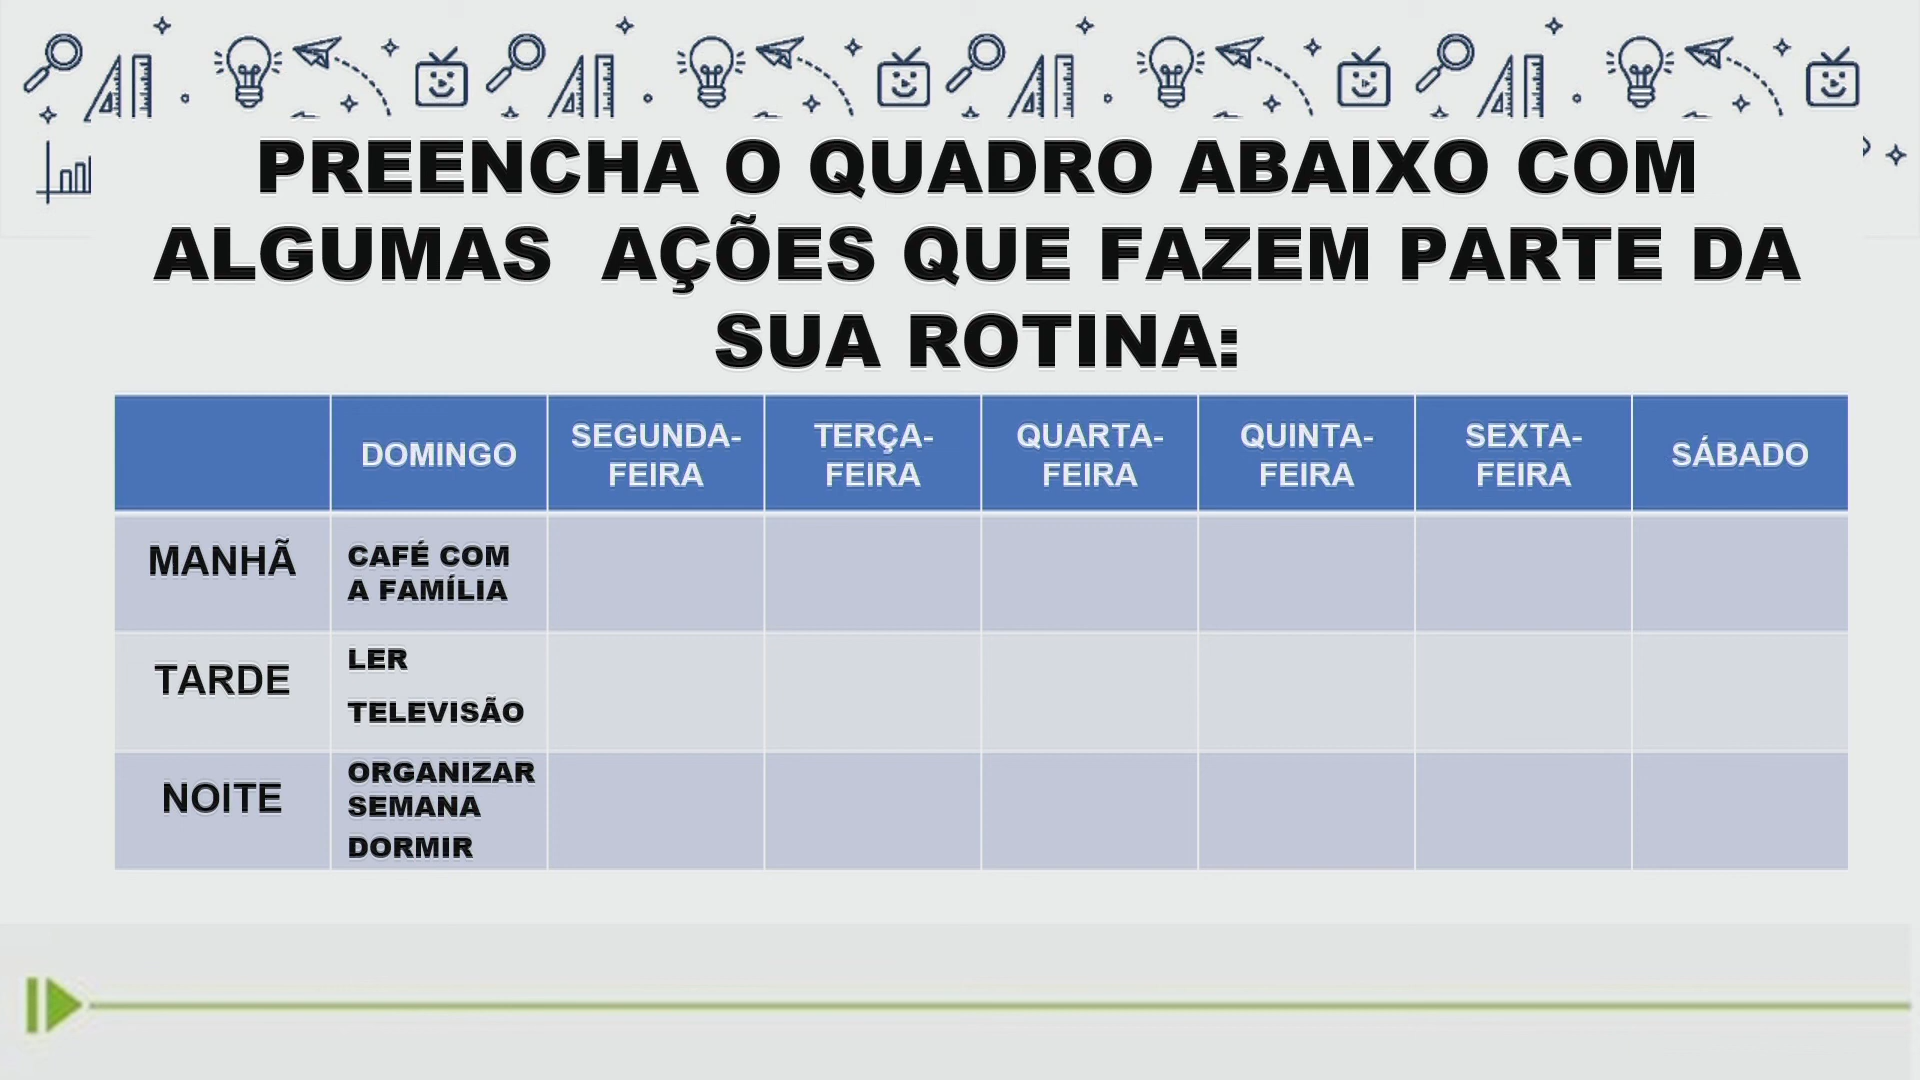 PREENCHA O QUADRO ABAIXO COM
ALGUMAS AÇÕES QUE FAZEM PARTE DA
SUA ROTINA:
DOMINGO
SEGUNDA-
FEIRA
TERÇA-
FEIRA
QUARTA-
FEIRA
QUINTA-
FEIRA
SEXTA-
FEIRA
SÁBADO
MANHÃ
CAFÉ COM
A FAMÍLIA
TARDE
LER
TELEVISÃO
NOITE
ORGANIZAR
SEMANA
DORMIR